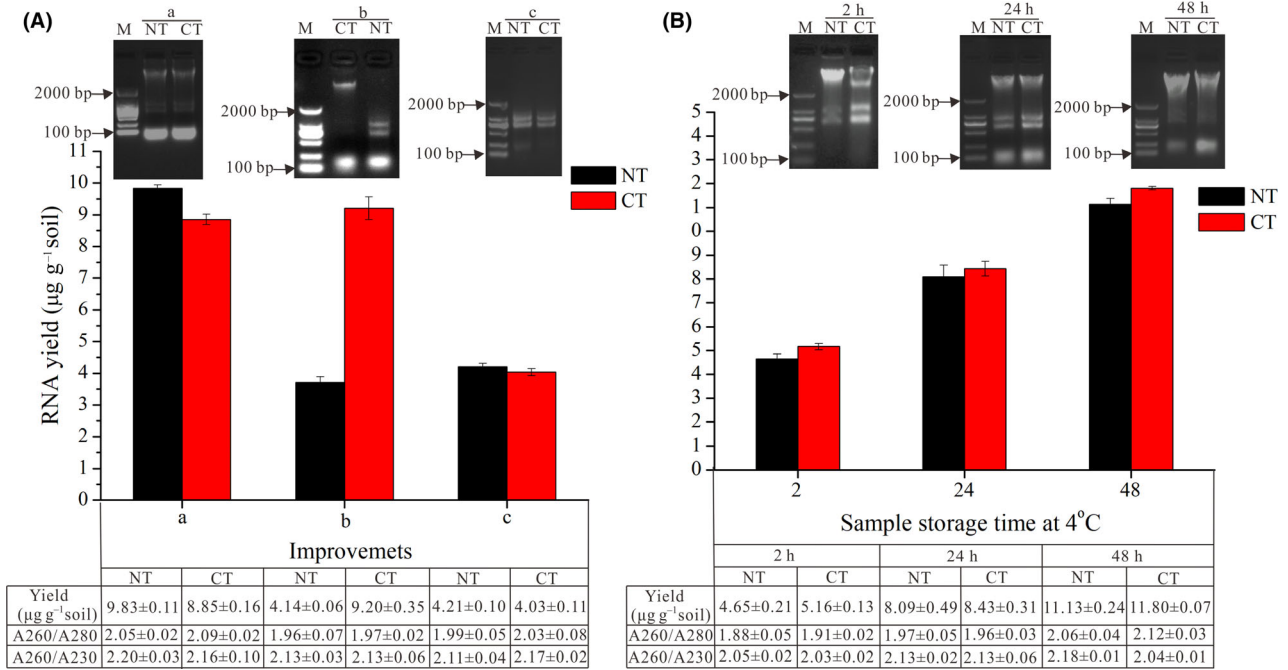 (A)
a
M NT CT
2000 bp
100 bp
b
CT NT
M
2000 bp
100 bp
c
M NT CT
2000 bp
100 bp
NT
CT
RNA yield (μg g⁻¹ soil)
11
10
9
8
7
6
5
4
3
2
1
0
a b c
Improvemets
NT CT NT CT NT CT
Yield (μg g⁻¹soil) 9.83±0.11 8.85±0.16 4.14±0.06 9.20±0.35 4.21±0.10 4.03±0.11
A260/A280 2.05±0.02 2.09±0.02 1.96±0.07 1.97±0.02 1.99±0.05 2.03±0.08
A260/A230 2.20±0.03 2.16±0.10 2.13±0.03 2.13±0.06 2.11±0.04 2.17±0.02
(B)
2 h
M NT CT
2000 bp
100 bp
24 h
M NT CT
2000 bp
100 bp
48 h
M NT CT
2000 bp
100 bp
NT
CT
5
4
3
2
1
0
8
7
6
5
4
3
2
1
0
2 24 48
Sample storage time at 4°C
2 h 24 h 48 h
NT CT NT CT NT CT
Yield (μg g⁻¹soil) 4.65±0.21 5.16±0.13 8.09±0.49 8.43±0.31 11.13±0.24 11.80±0.07
A260/A280 1.88±0.05 1.91±0.02 1.97±0.05 1.96±0.03 2.06±0.04 2.12±0.03
A260/A230 2.05±0.02 2.03±0.02 2.13±0.02 2.13±0.06 2.18±0.01 2.04±0.01